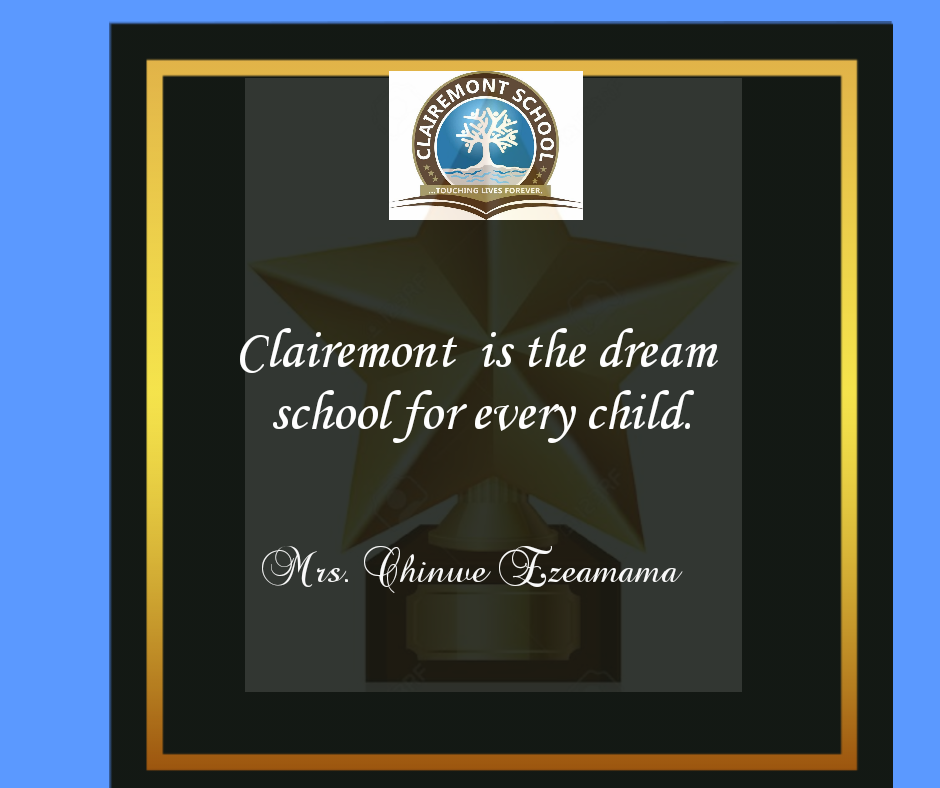 CLAIREMONT SCHOOL
...TOUCHING LIVES FOREVER.
Clairemont is the dream
school for every child.
Mrs. Chinwe Ezeamama